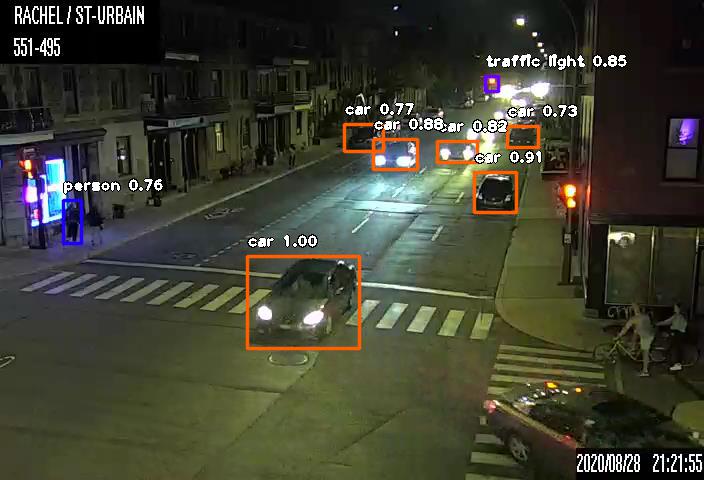 RACHEL / ST-URBAIN
551-495
traffic light 0.85
car 0.77
car 0.73
car 0.88
car 0.82
car 0.91
person 0.76
car 1.00
2020/08/28 21:21:55